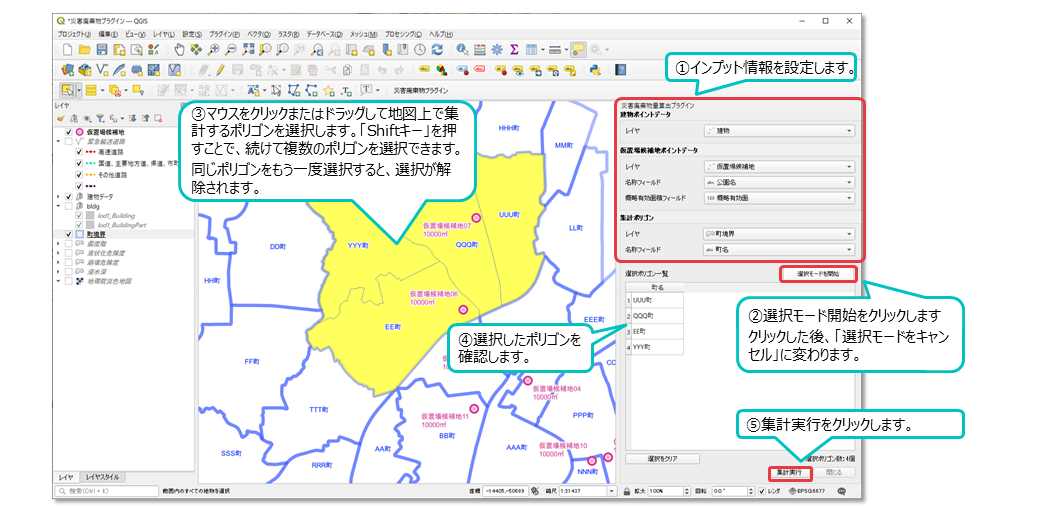 *災害廃棄物プラグイン — QGIS
プロジェクト(J) 編集(E) ビュー(V) レイヤ(L) 設定(S) プラグイン(P) ベクタ(O) ラスタ(R) データベース(D) メッシュ(M) プロセシング(C) ヘルプ(H)
災害廃棄物プラグイン
①インプット情報を設定します。
レイヤ
仮置場候補地
緊急輸送道路
高速道路
国道、主要地方道、県道、市町
その他道路
建物データ
bldg
lod1_Building
lod1_BuildingPart
町境界
震度階
液状化危険度
崩壊危険度
浸水深
地理院淡色地図
レイヤ レイヤスタイル
③マウスをクリックまたはドラッグして地図上で集
計するポリゴンを選択します。「Shiftキー」を押
すことで、続けて複数のポリゴンを選択できます。
同じポリゴンをもう一度選択すると、選択が解
除されます。
HHH町
MM町
UUU町
LL町
仮置場候補地07
10000㎡
DD町
YYY町
QQQ町
HH町
仮置場候補地06
10000㎡
EE町
EEE町
FF町
CC
仮置場候補地04
10000㎡
TTT町
仮置場候補地11
10000㎡
PPP町
BB町
SSS町
AA町
AAA町
仮置場候補地10
10000㎡
RRR町
NNN町
④選択したポリゴンを
確認します。
災害廃棄物量算出プラグイン
建物ポイントデータ
レイヤ 建物
仮置場候補地ポイントデータ
レイヤ 仮置場候補地
名称フィールド abc 公園名
概略有効面積フィールド 123 概略有効面
集計ポリゴン
レイヤ 町境界
名称フィールド abc 町名
選択ポリゴン一覧 選択モードを開始
町名
1 UUU町
2 QQQ町
3 EE町
4 YYY町
②選択モード開始をクリックします
クリックした後、「選択モードをキャン
セル」に変わります。
⑤集計実行をクリックします。
選択をクリア 選択ポリゴン数:4個
集計実行 閉じる
検索(Ctrl + K) 範囲内のすべての地物を選択 座標 -14405,-50689 縮尺 1:21437 拡大 100% 回転 0.0° レンダ EPSG:6677